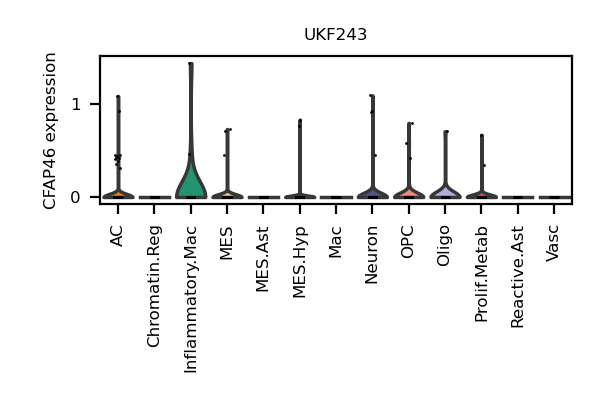 UKF243
CFAP46 expression
1
0
AC
Chromatin.Reg
Inflammatory.Mac
MES
MES.Ast
MES.Hyp
Mac
Neuron
OPC
Oligo
Prolif.Metab
Reactive.Ast
Vasc